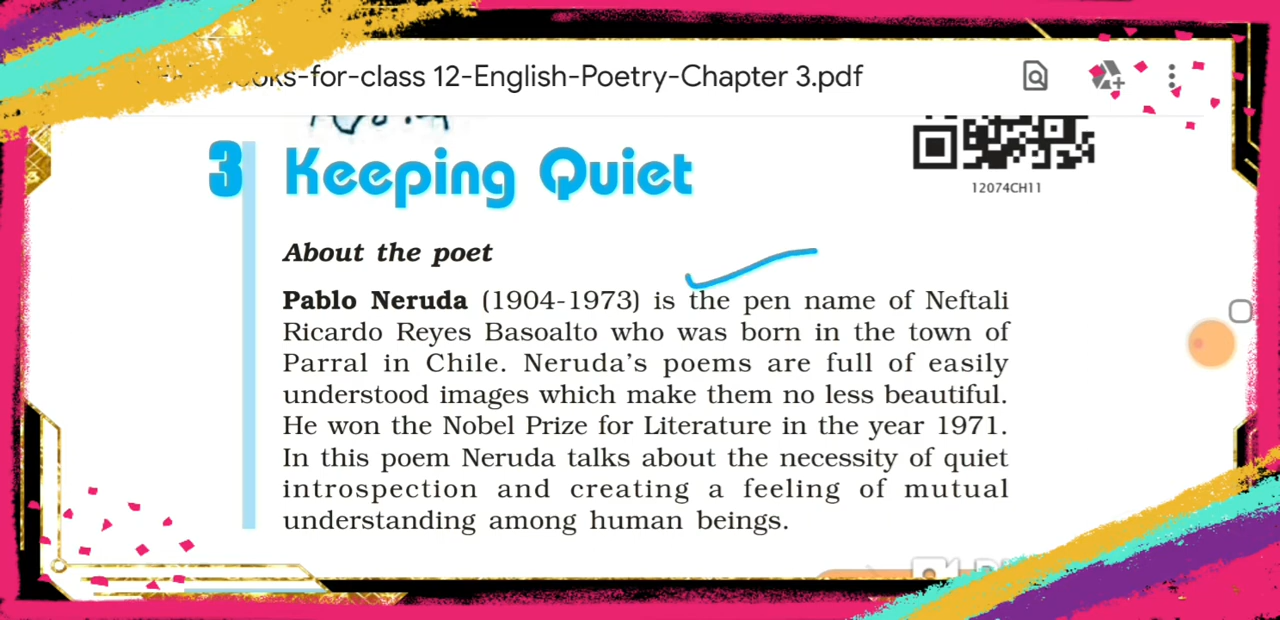 ks-for-class 12-English-Poetry-Chapter 3.pdf
12074CH11
3 Keeping Quiet
About the poet
Pablo Neruda (1904-1973) is the pen name of Neftali
Ricardo Reyes Basoalto who was born in the town of
Parral in Chile. Neruda's poems are full of easily
understood images which make them no less beautiful.
He won the Nobel Prize for Literature in the year 1971.
In this poem Neruda talks about the necessity of quiet
introspection and creating a feeling of mutual
understanding among human beings.